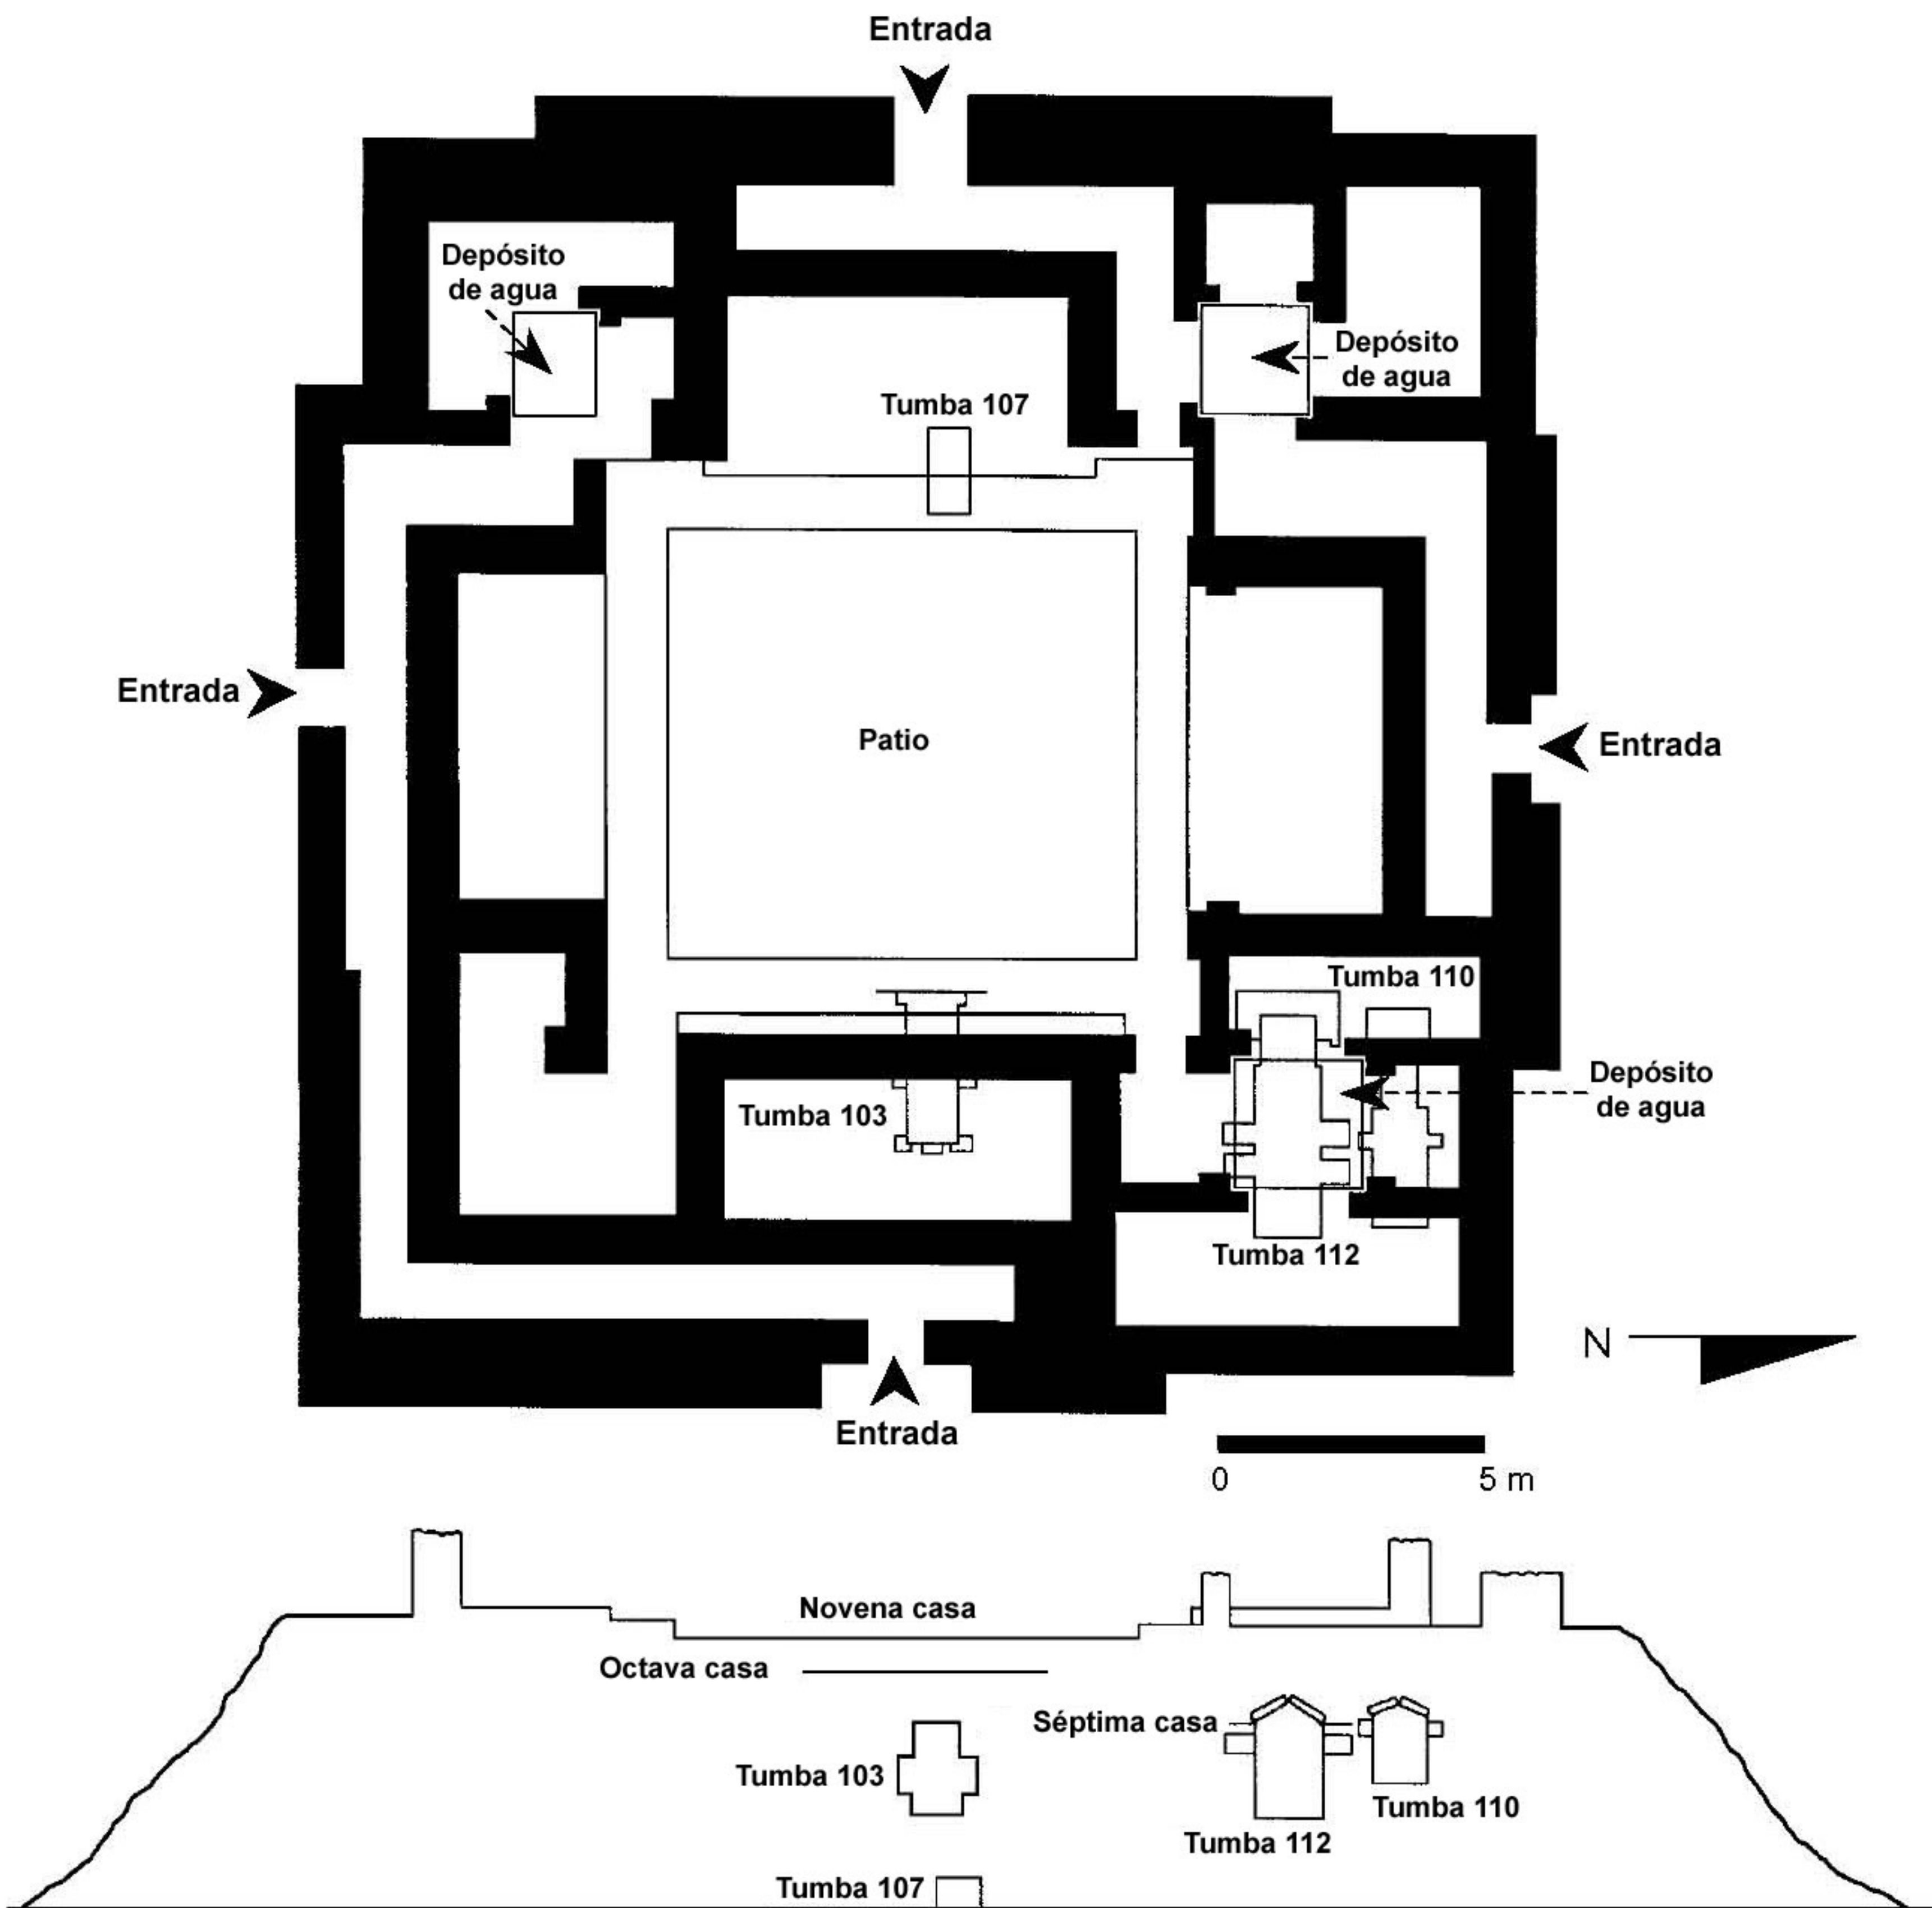 Entrada
Depósito
de agua
Depósito
de agua
Tumba 107
Entrada
Patio
Entrada
Tumba 110
Depósito
de agua
Tumba 103
Tumba 112
N
Entrada
0 5 m
Novena casa
Octava casa
Séptima casa
Tumba 103
Tumba 110
Tumba 112
Tumba 107